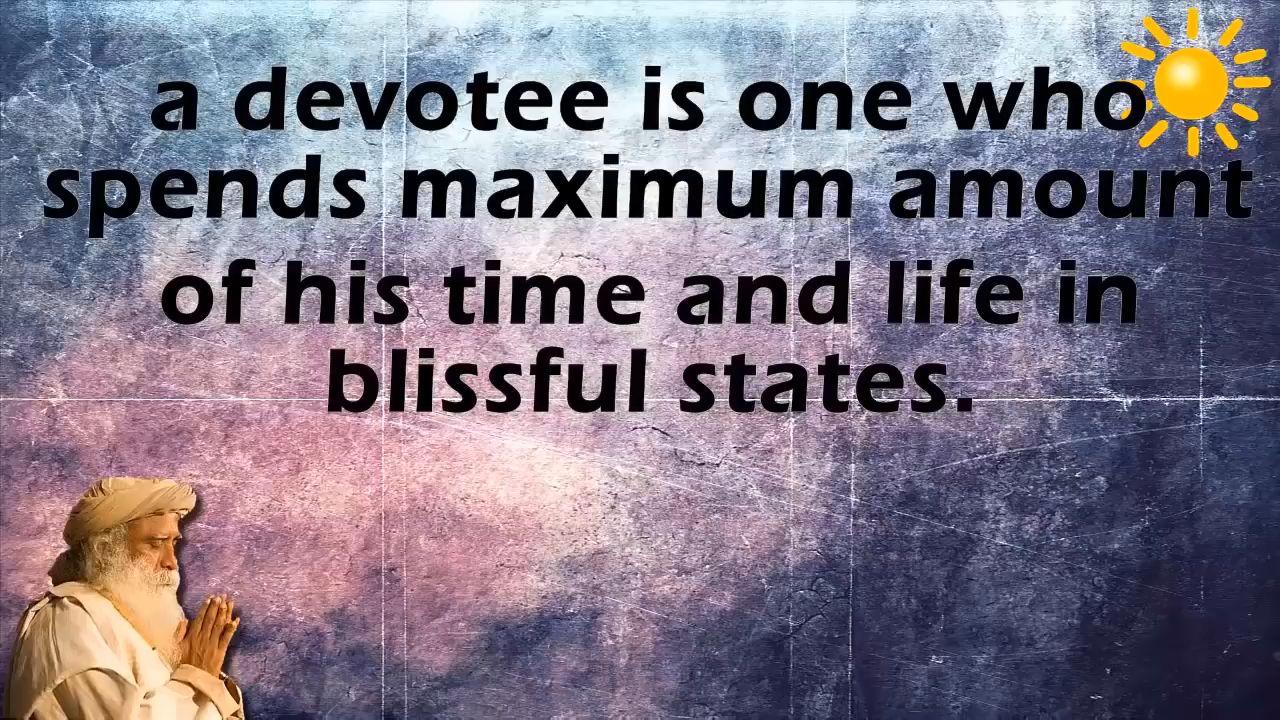 a devotee is one who
spends maximum amount
of his time and life in
blissful states.